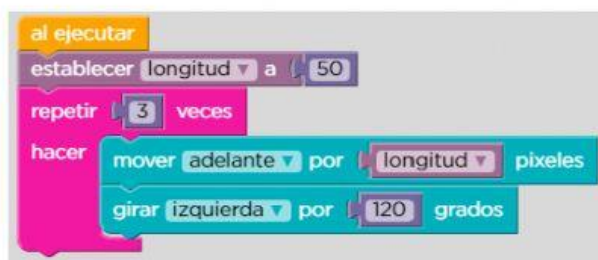 al ejecutar
establecer longitud a 50
repetir 3 veces
hacer
mover adelante por longitud pixeles
girar izquierda por 120 grados